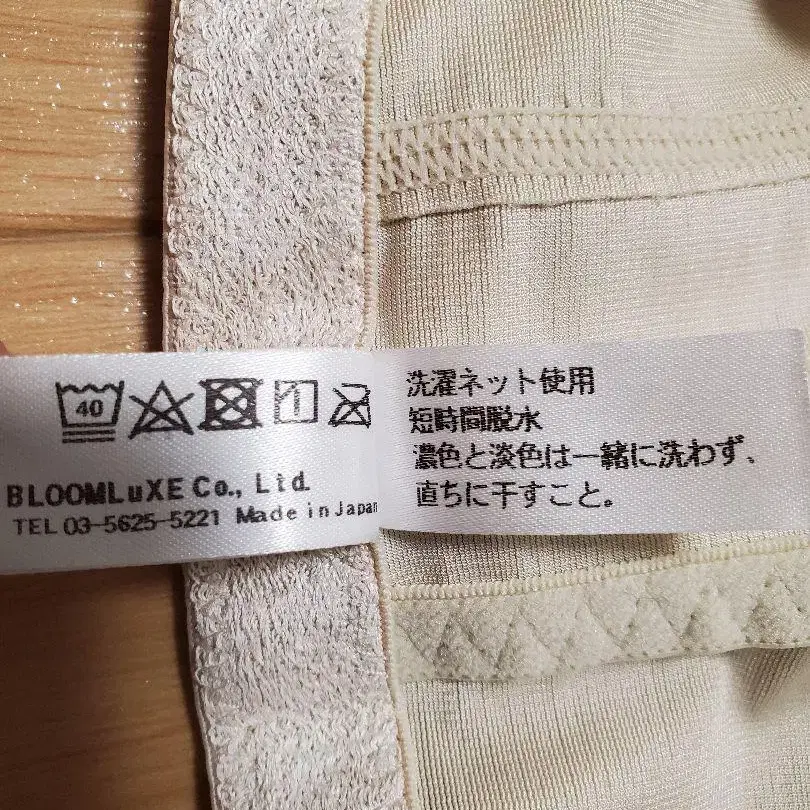 40
BLOOMLuXE Co., Ltd.
TEL 03-5625-5221 Made in Japan
洗濯ネット使用
短時間脱水
濃色と淡色は一緒に洗わず、
直ちに干すこと。